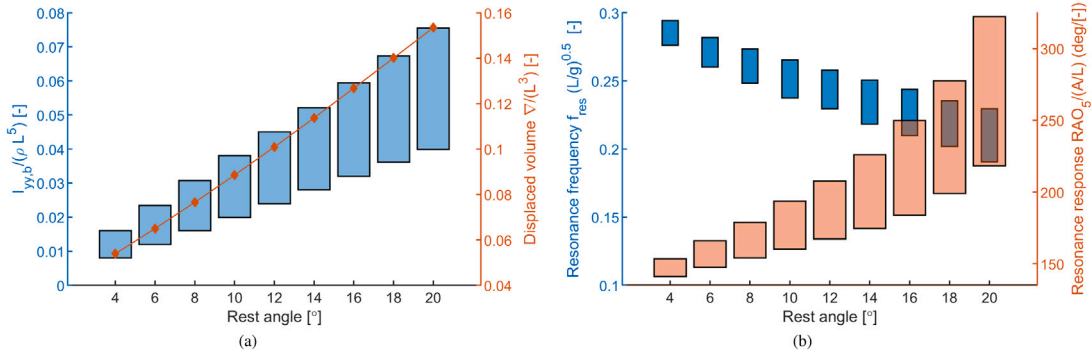 0.08
0.07
0.06
0.05
0.04
0.03
0.02
0.01
0
I_yy,b/(ρ L^5) [-]
0.16
0.14
0.12
0.1
0.08
0.06
0.04
Displaced volume ∇/(L^3) [-]
4 6 8 10 12 14 16 18 20
Rest angle [°]
(a)
0.3
0.25
0.2
0.15
0.1
Resonance frequency f_res (L/g)^0.5 [-]
300
250
200
150
Resonance response RAO_5/(A/L) (deg/[-])
4 6 8 10 12 14 16 18 20
Rest angle [°]
(b)